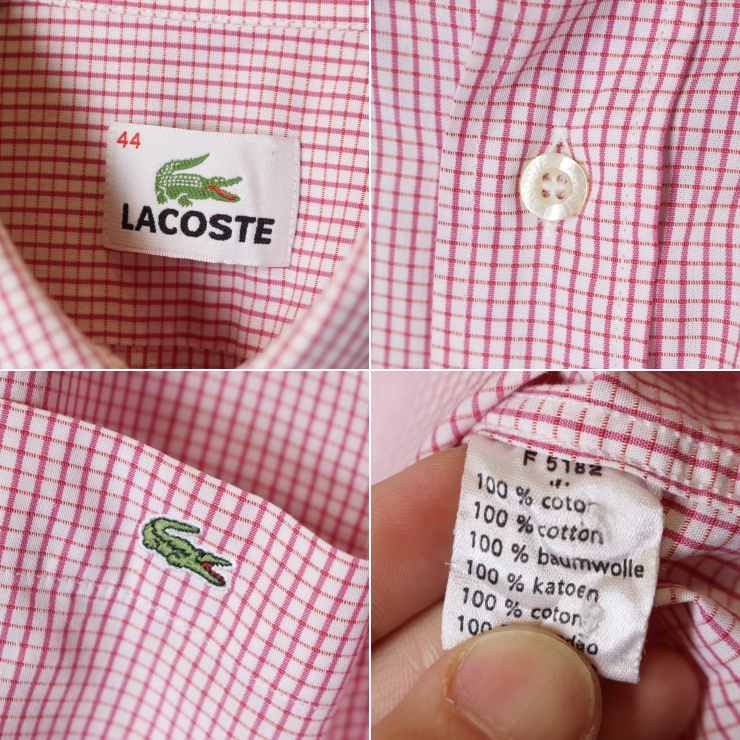 44
LACOSTE
F 5182
100 % coton
100 % cotton
100 % baumwolle
100 % katoen
100 % coton